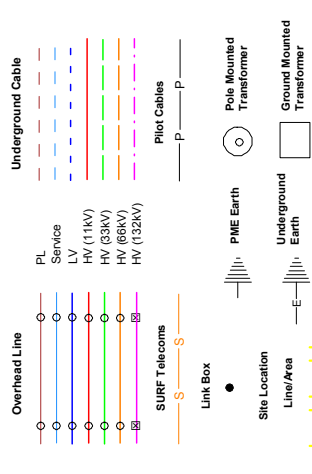 Overhead Line
Underground Cable
PL
Service
LV
HV (11kV)
HV (33kV)
HV (66kV)
HV (132kV)
SURF Telecoms
Pilot Cables
S S
P P
Link Box
PME Earth
Pole Mounted
Transformer
Site Location
Line/Area
Underground
Earth
E
Ground Mounted
Transformer